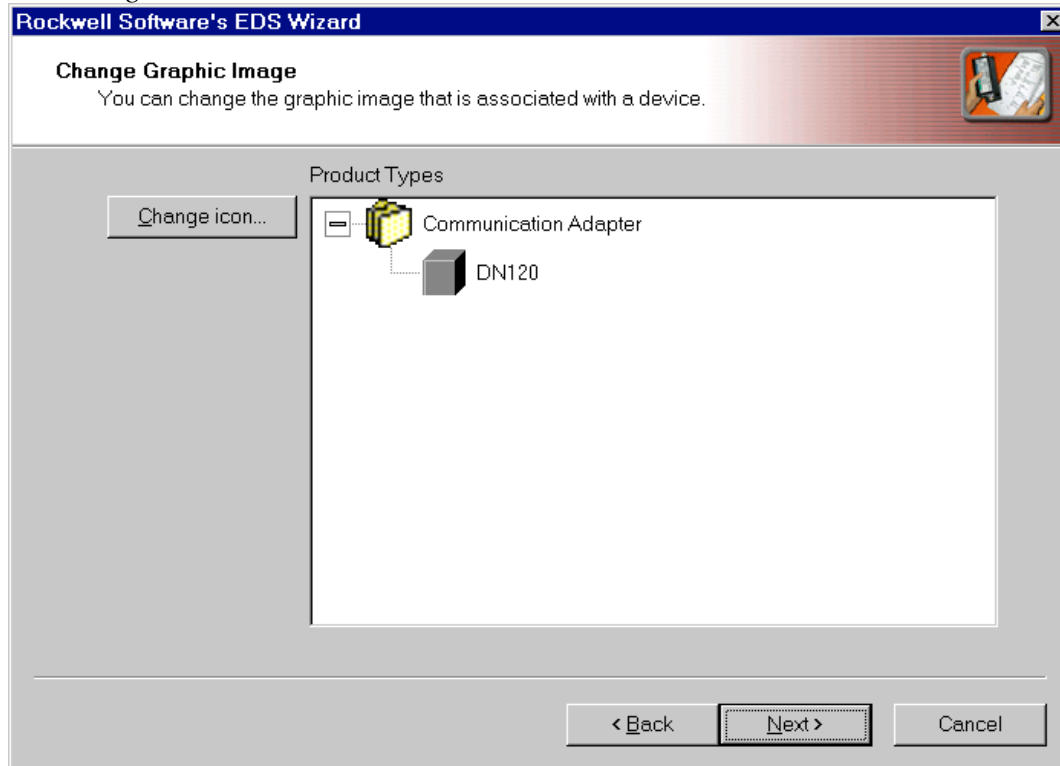 Rockwell Software's EDS Wizard
Change Graphic Image
You can change the graphic image that is associated with a device.
Product Types
Change icon...
Communication Adapter
DN120
< Back
Next >
Cancel